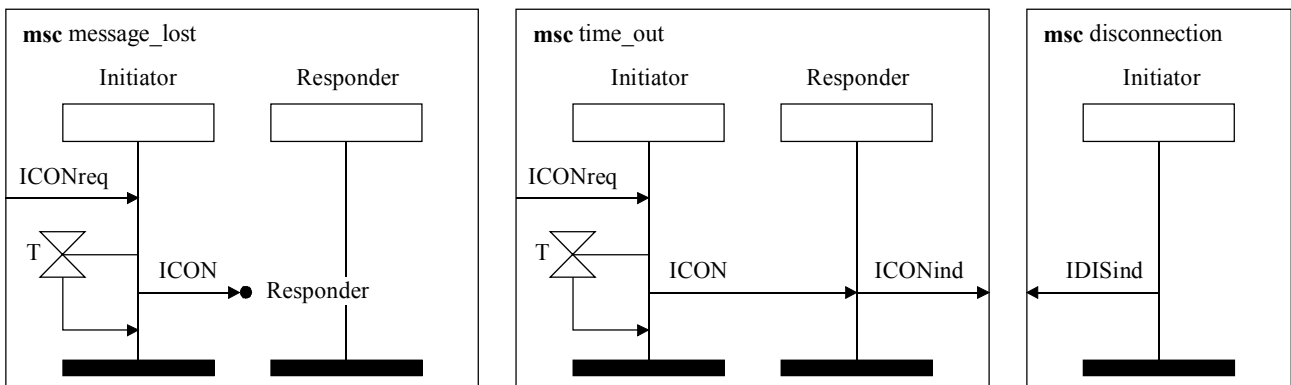 msc message_lost
Initiator Responder
ICONreq
T
ICON
Responder
msc time_out
Initiator Responder
ICONreq
T
ICON
ICONind
msc disconnection
Initiator
IDISind